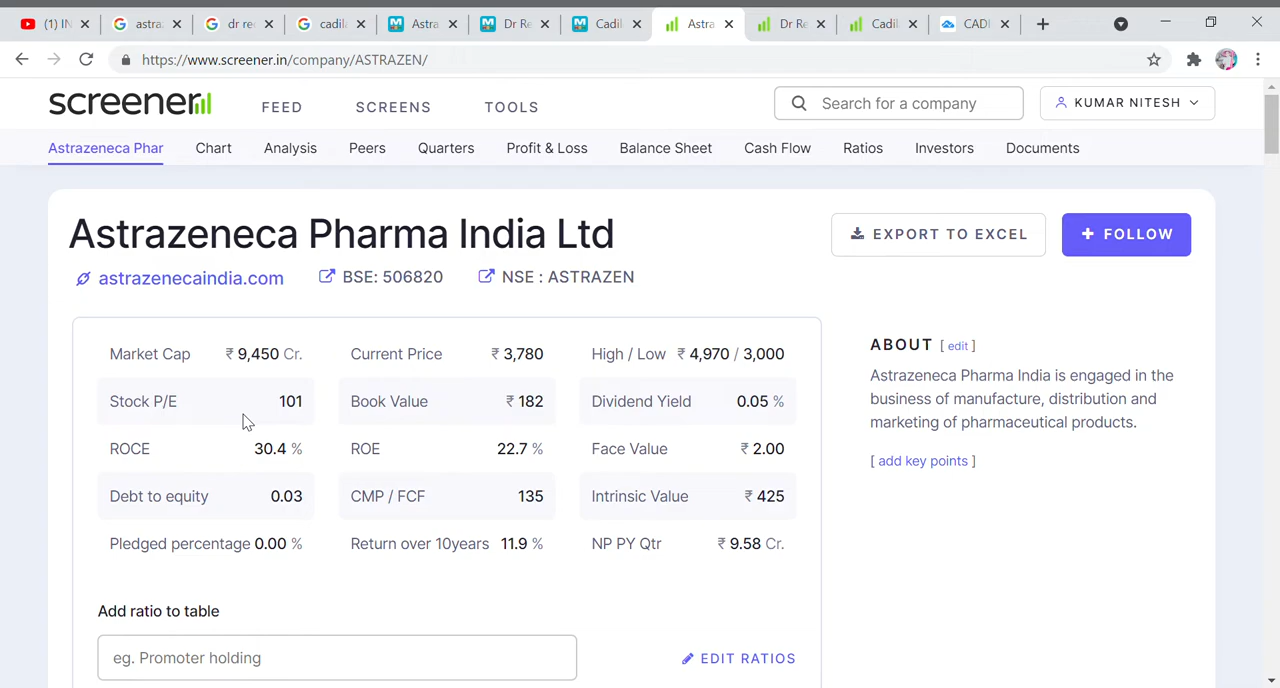 (1) IN
astra
dr re
cadil
Astra
Dr Re
Cadil
Astra
Dr Re
Cadil
CADI
https://www.screener.in/company/ASTRAZEN/
screener
FEED
SCREENS
TOOLS
Search for a company
KUMAR NITESH
Astrazeneca Phar
Chart
Analysis
Peers
Quarters
Profit & Loss
Balance Sheet
Cash Flow
Ratios
Investors
Documents
Astrazeneca Pharma India Ltd
EXPORT TO EXCEL
+ FOLLOW
astrazenecaindia.com
BSE: 506820
NSE : ASTRAZEN
Market Cap ₹ 9,450 Cr.
Current Price ₹ 3,780
High / Low ₹ 4,970 / 3,000
Stock P/E 101
Book Value ₹ 182
Dividend Yield 0.05 %
ROCE 30.4 %
ROE 22.7 %
Face Value ₹ 2.00
Debt to equity 0.03
CMP / FCF 135
Intrinsic Value ₹ 425
Pledged percentage 0.00 %
Return over 10years 11.9 %
NP PY Qtr ₹ 9.58 Cr.
Add ratio to table
eg. Promoter holding
EDIT RATIOS
ABOUT [ edit ]
Astrazeneca Pharma India is engaged in the
business of manufacture, distribution and
marketing of pharmaceutical products.
[ add key points ]